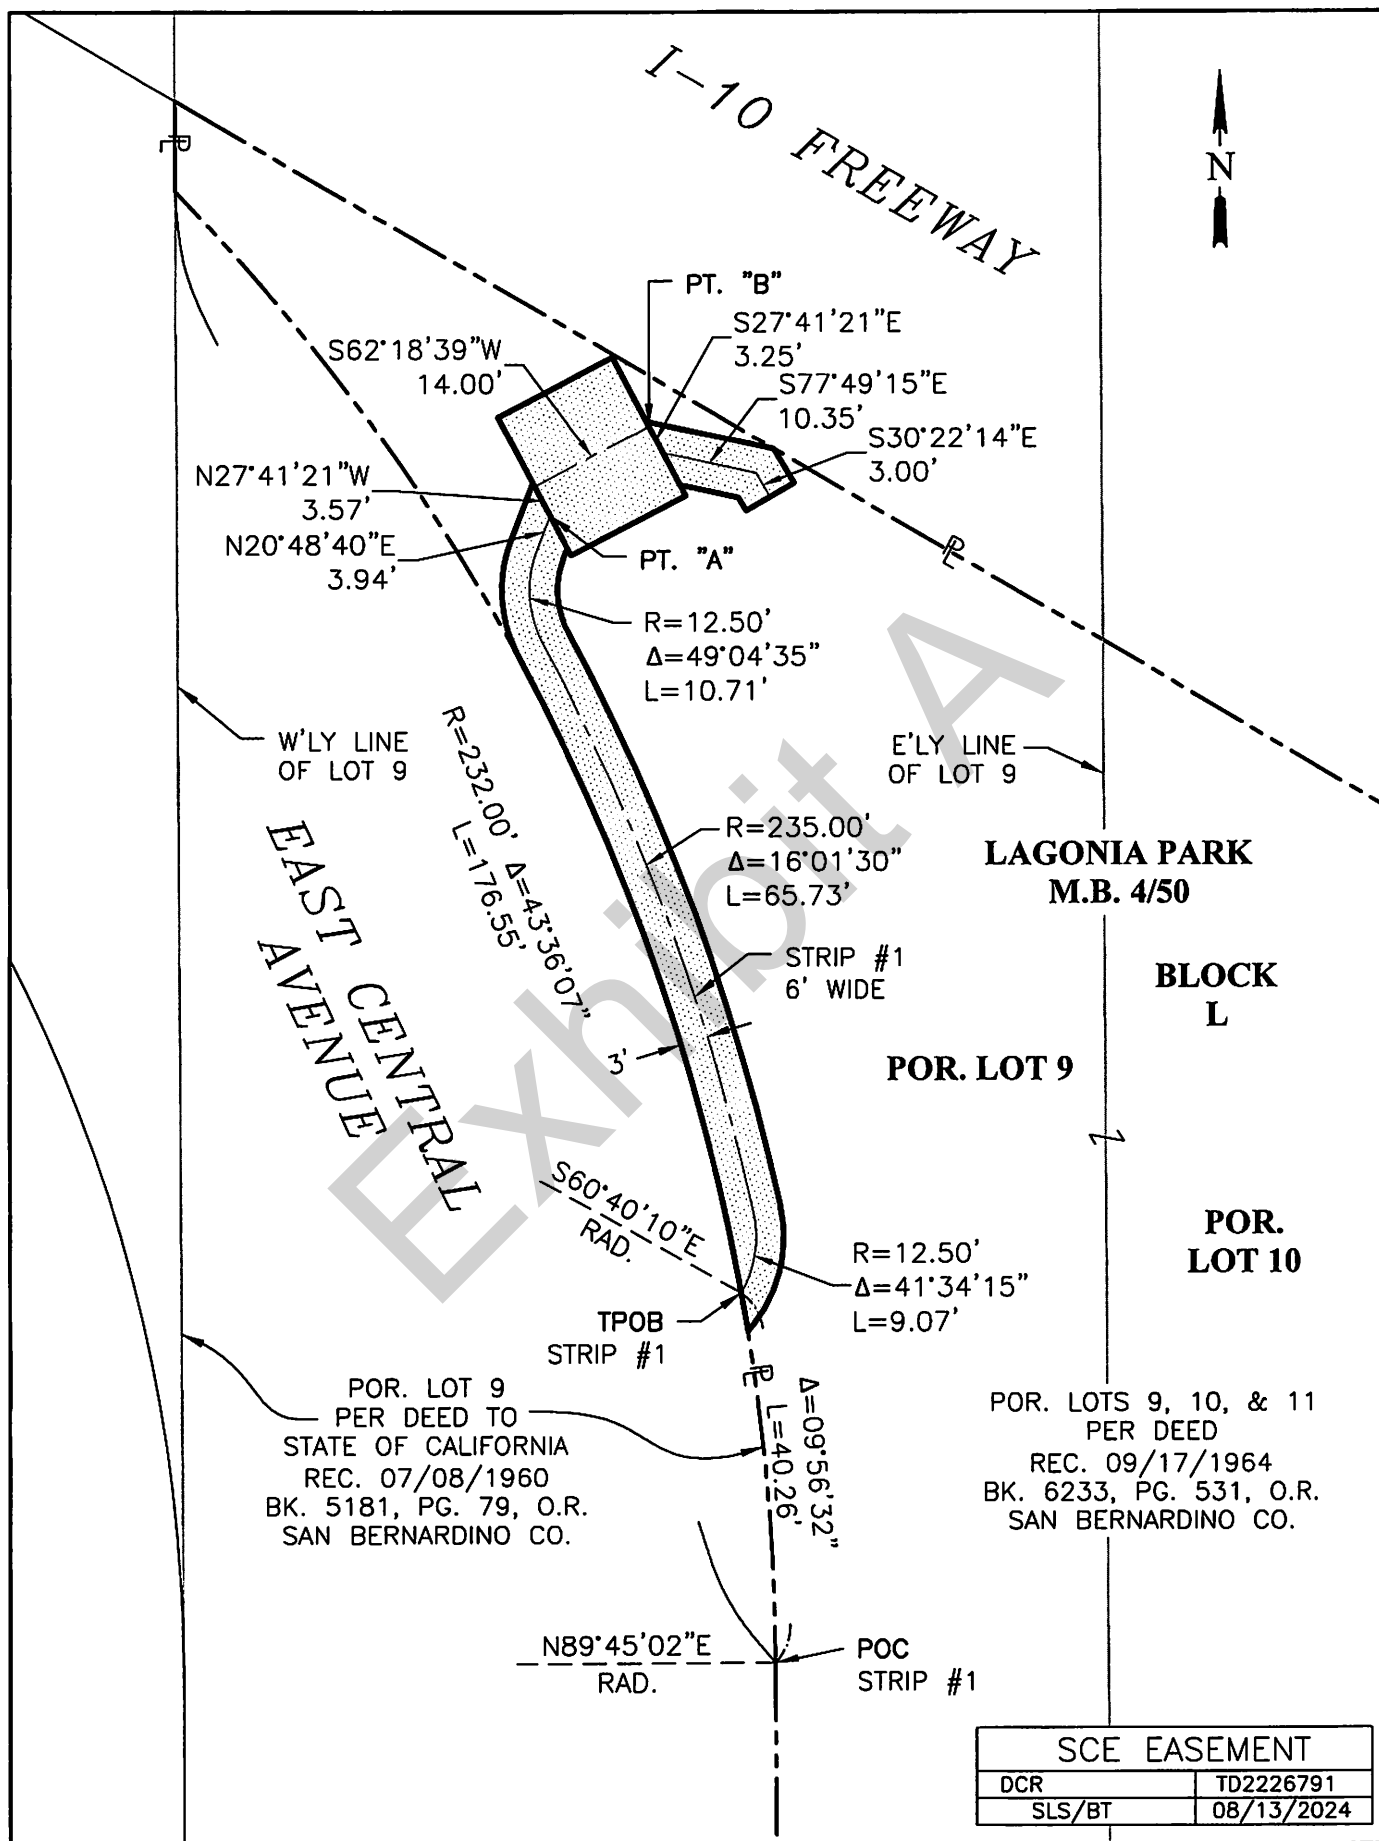 I-10 FREEWAY
N
PL
PT. "B"
S27°41'21"E
3.25'
S62°18'39"W
14.00'
S77°49'15"E
10.35'
S30°22'14"E
3.00'
N27°41'21"W
3.57'
N20°48'40"E
3.94'
PT. "A"
PL
R=12.50'
Δ=49°04'35"
L=10.71'
W'LY LINE
OF LOT 9
R=232.00' Δ=43°36'07"
L=176.55'
E'LY LINE
OF LOT 9
EAST CENTRAL
AVENUE
R=235.00'
Δ=16°01'30"
L=65.73'
LAGONIA PARK
M.B. 4/50
STRIP #1
6' WIDE
BLOCK
L
3'
POR. LOT 9
Exhibit A
S60°40'10"E
RAD.
POR.
LOT 10
R=12.50'
Δ=41°34'15"
L=9.07'
TPOB
STRIP #1
PL
Δ=09°56'32"
L=40.26'
POR. LOT 9
PER DEED TO
STATE OF CALIFORNIA
REC. 07/08/1960
BK. 5181, PG. 79, O.R.
SAN BERNARDINO CO.
POR. LOTS 9, 10, & 11
PER DEED
REC. 09/17/1964
BK. 6233, PG. 531, O.R.
SAN BERNARDINO CO.
N89°45'02"E
RAD.
POC
STRIP #1
SCE EASEMENT
DCR TD2226791
SLS/BT 08/13/2024